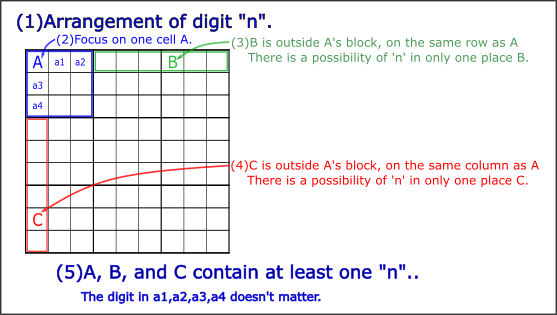 (1)Arrangement of digit "n".
(2)Focus on one cell A.
(3)B is outside A's block, on the same row as A
There is a possibility of 'n' in only one place B.
A a1 a2 B
a3
a4
(4)C is outside A's block, on the same column as A
There is a possibility of 'n' in only one place C.
C
(5)A, B, and C contain at least one "n"..
The digit in a1,a2,a3,a4 doesn't matter.